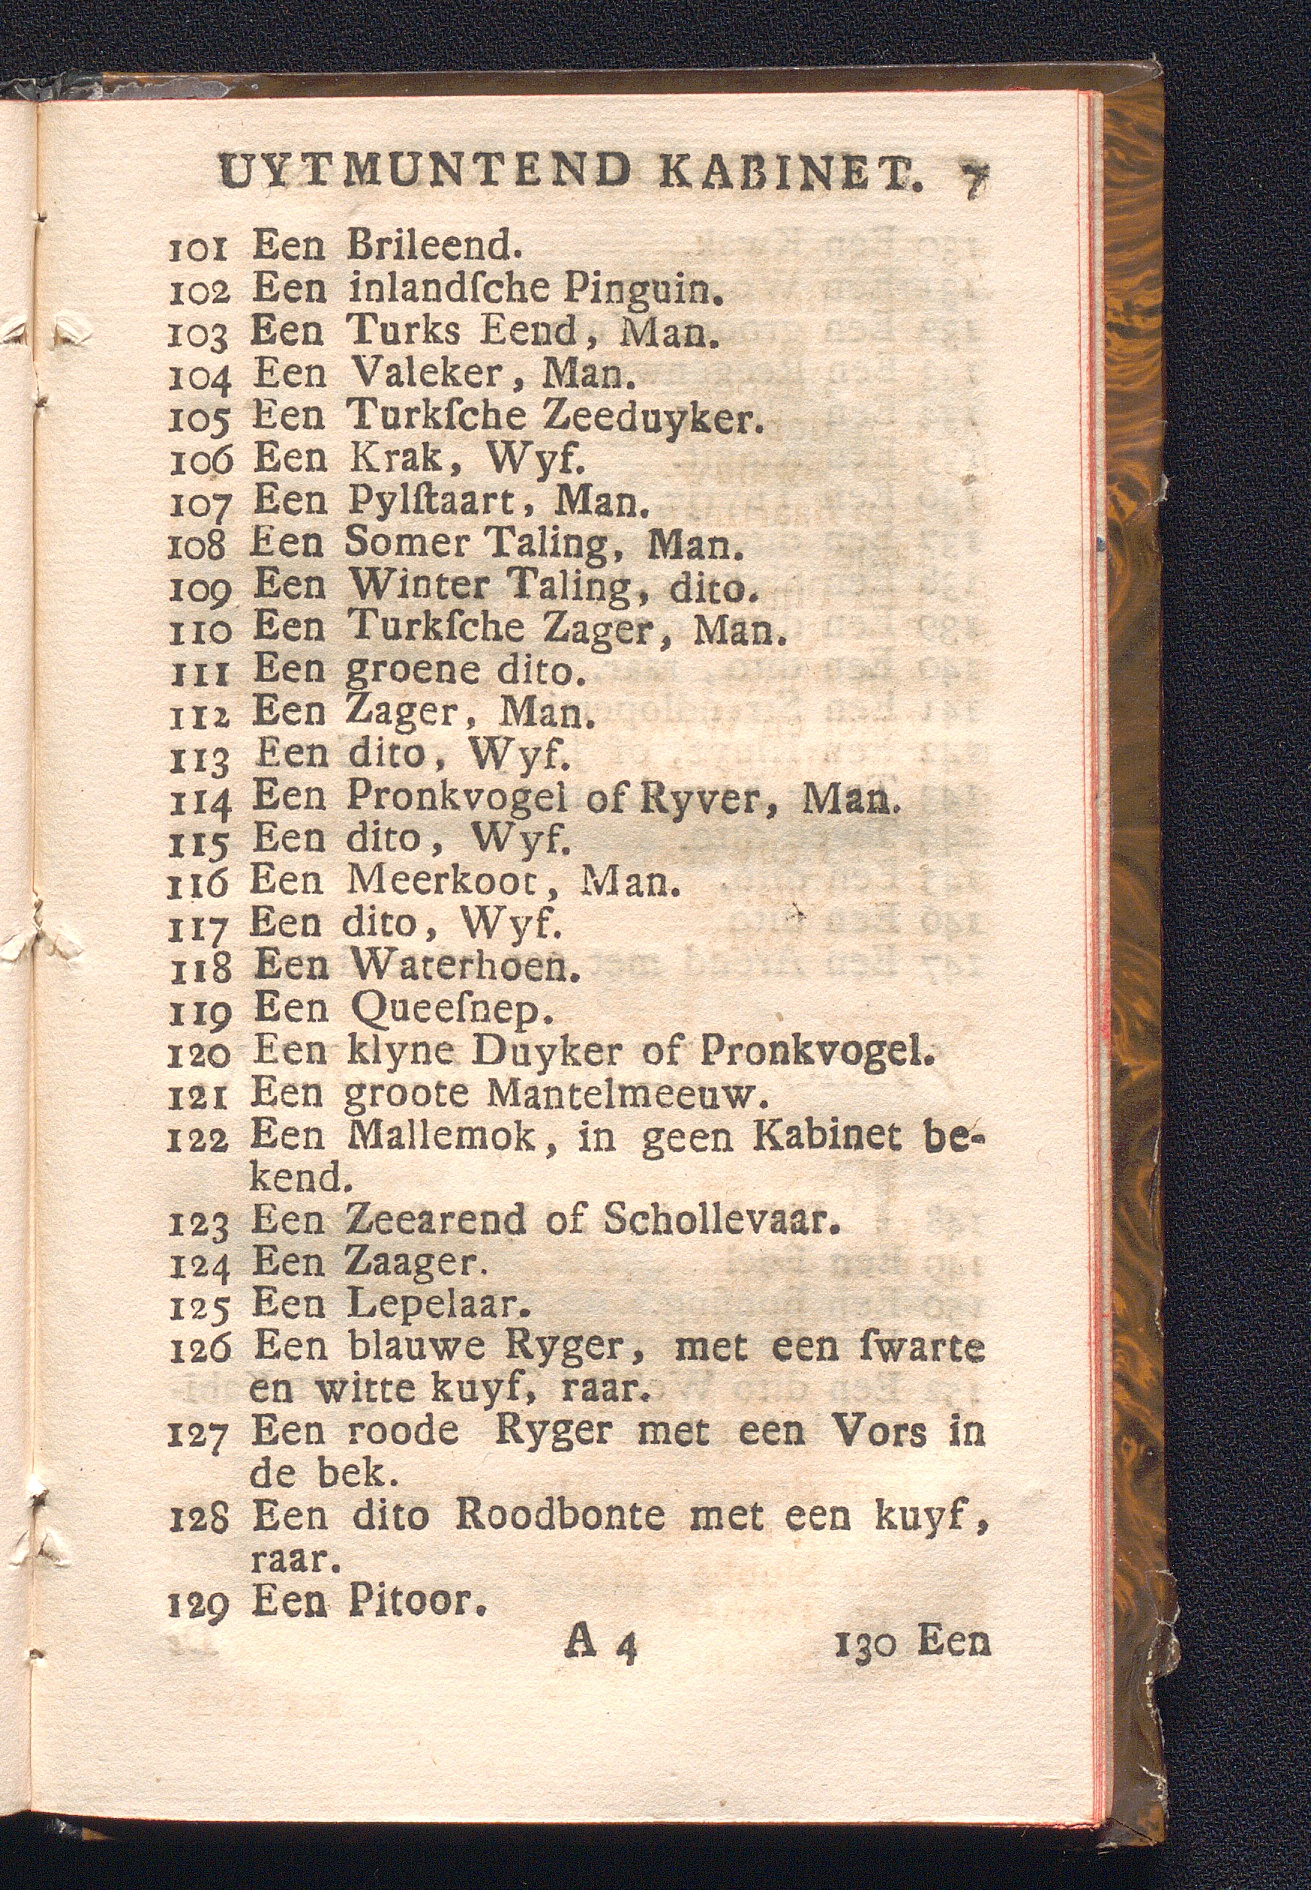 UYTMUNTEND KABINET. 7
101 Een Brileend.
102 Een inlandſche Pinguin.
103 Een Turks Eend, Man.
104 Een Valeker, Man.
105 Een Turkſche Zeeduyker.
106 Een Krak, Wyf.
107 Een Pylſtaart, Man.
108 Een Somer Taling, Man.
109 Een Winter Taling, dito.
110 Een Turkſche Zager, Man.
111 Een groene dito.
112 Een Zager, Man.
113 Een dito, Wyf.
114 Een Pronkvogel of Ryver, Man.
115 Een dito, Wyf.
116 Een Meerkoot, Man.
117 Een dito, Wyf.
118 Een Waterhoen.
119 Een Queeſnep.
120 Een klyne Duyker of Pronkvogel.
121 Een groote Mantelmeeuw.
122 Een Mallemok, in geen Kabinet be-
kend.
123 Een Zeearend of Schollevaar.
124 Een Zaager.
125 Een Lepelaar.
126 Een blauwe Ryger, met een ſwarte
en witte kuyf, raar.
127 Een roode Ryger met een Vors in
de bek.
128 Een dito Roodbonte met een kuyf,
raar.
129 Een Pitoor.
A 4 130 Een